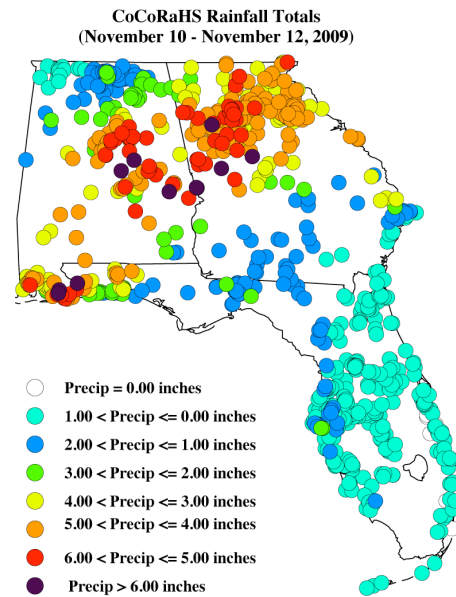 CoCoRaHS Rainfall Totals
(November 10 - November 12, 2009)
Precip = 0.00 inches
1.00 < Precip <= 0.00 inches
2.00 < Precip <= 1.00 inches
3.00 < Precip <= 2.00 inches
4.00 < Precip <= 3.00 inches
5.00 < Precip <= 4.00 inches
6.00 < Precip <= 5.00 inches
Precip > 6.00 inches